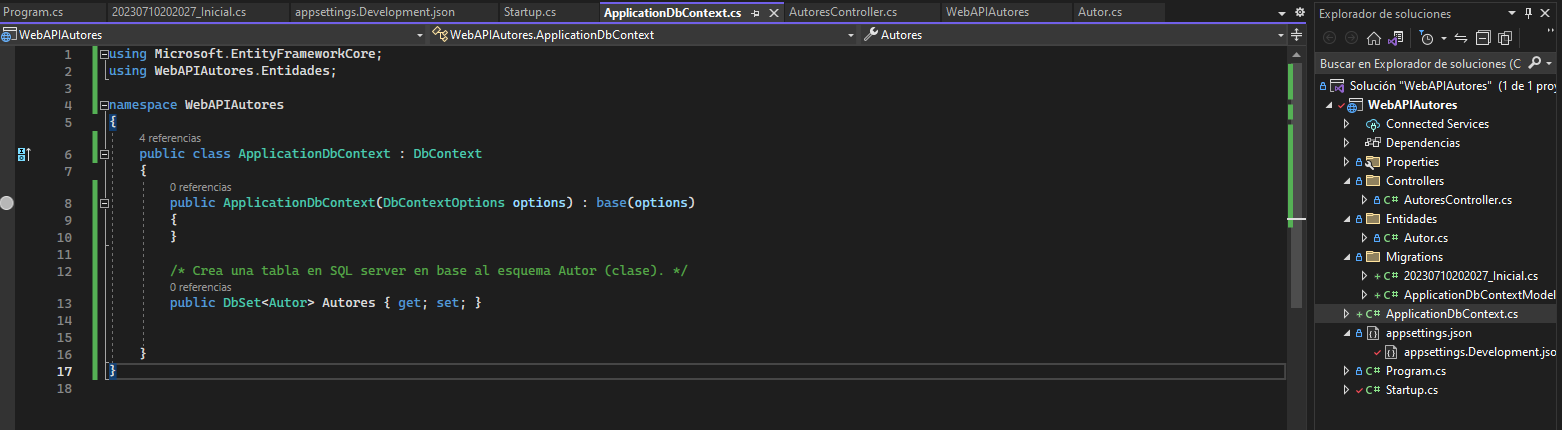 Program.cs 20230710202027_Inicial.cs appsettings.Development.json Startup.cs ApplicationDbContext.cs AutoresController.cs WebAPIAutores Autor.cs
WebAPIAutores WebAPIAutores.ApplicationDbContext Autores
1 using Microsoft.EntityFrameworkCore;
2 using WebAPIAutores.Entidades;
3
4 namespace WebAPIAutores
5 {
4 referencias
6 public class ApplicationDbContext : DbContext
7 {
0 referencias
8 public ApplicationDbContext(DbContextOptions options) : base(options)
9 {
10 }
11
12 /* Crea una tabla en SQL server en base al esquema Autor (clase). */
0 referencias
13 public DbSet<Autor> Autores { get; set; }
14
15
16 }
17 }
18
Explorador de soluciones
Buscar en Explorador de soluciones (C
Solución "WebAPIAutores" (1 de 1 proy
WebAPIAutores
Connected Services
Dependencias
Properties
Controllers
C# AutoresController.cs
Entidades
C# Autor.cs
Migrations
+ C# 20230710202027_Inicial.cs
+ C# ApplicationDbContextModel
+ C# ApplicationDbContext.cs
appsettings.json
appsettings.Development.jso
C# Program.cs
C# Startup.cs